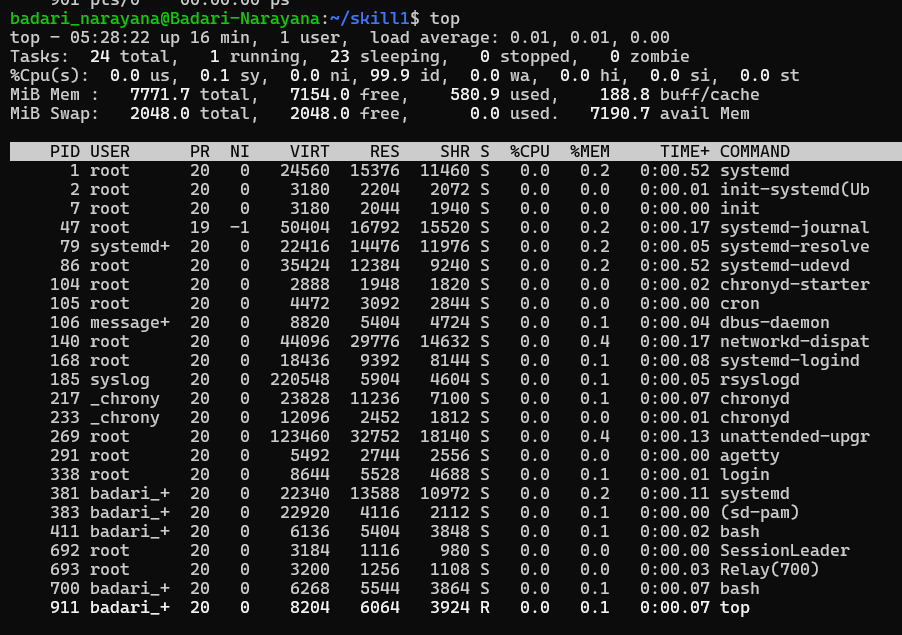 901 pts/0    00:00:00 ps
badari_narayana@Badari-Narayana:~/skill1$ top
top - 05:28:22 up 16 min,  1 user,  load average: 0.01, 0.01, 0.00
Tasks:  24 total,   1 running,  23 sleeping,   0 stopped,   0 zombie
%Cpu(s):  0.0 us,  0.1 sy,  0.0 ni, 99.9 id,  0.0 wa,  0.0 hi,  0.0 si,  0.0 st
MiB Mem :   7771.7 total,   7154.0 free,    580.9 used,    188.8 buff/cache
MiB Swap:   2048.0 total,   2048.0 free,      0.0 used.   7190.7 avail Mem
    PID USER      PR  NI    VIRT    RES    SHR S  %CPU  %MEM     TIME+ COMMAND
      1 root      20   0   24560  15376  11460 S   0.0   0.2   0:00.52 systemd
      2 root      20   0    3180   2204   2072 S   0.0   0.0   0:00.01 init-systemd(Ub
      7 root      20   0    3180   2044   1940 S   0.0   0.0   0:00.00 init
     47 root      19  -1   50404  16792  15520 S   0.0   0.2   0:00.17 systemd-journal
     79 systemd+  20   0   22416  14476  11976 S   0.0   0.2   0:00.05 systemd-resolve
     86 root      20   0   35424  12384   9240 S   0.0   0.2   0:00.52 systemd-udevd
    104 root      20   0    2888   1948   1820 S   0.0   0.0   0:00.02 chronyd-starter
    105 root      20   0    4472   3092   2844 S   0.0   0.0   0:00.00 cron
    106 message+  20   0    8820   5404   4724 S   0.0   0.1   0:00.04 dbus-daemon
    140 root      20   0   44096  29776  14632 S   0.0   0.4   0:00.17 networkd-dispat
    168 root      20   0   18436   9392   8144 S   0.0   0.1   0:00.08 systemd-logind
    185 syslog    20   0  220548   5904   4604 S   0.0   0.1   0:00.05 rsyslogd
    217 _chrony   20   0   23828  11236   7100 S   0.0   0.1   0:00.07 chronyd
    233 _chrony   20   0   12096   2452   1812 S   0.0   0.0   0:00.01 chronyd
    269 root      20   0  123460  32752  18140 S   0.0   0.4   0:00.13 unattended-upgr
    291 root      20   0    5492   2744   2556 S   0.0   0.0   0:00.00 agetty
    338 root      20   0    8644   5528   4688 S   0.0   0.1   0:00.01 login
    381 badari_+  20   0   22340  13588  10972 S   0.0   0.2   0:00.11 systemd
    383 badari_+  20   0   22920   4116   2112 S   0.0   0.1   0:00.00 (sd-pam)
    411 badari_+  20   0    6136   5404   3848 S   0.0   0.1   0:00.02 bash
    692 root      20   0    3184   1116    980 S   0.0   0.0   0:00.00 SessionLeader
    693 root      20   0    3200   1256   1108 S   0.0   0.0   0:00.03 Relay(700)
    700 badari_+  20   0    6268   5544   3864 S   0.0   0.1   0:00.07 bash
    911 badari_+  20   0    8204   6064   3924 R   0.0   0.1   0:00.07 top